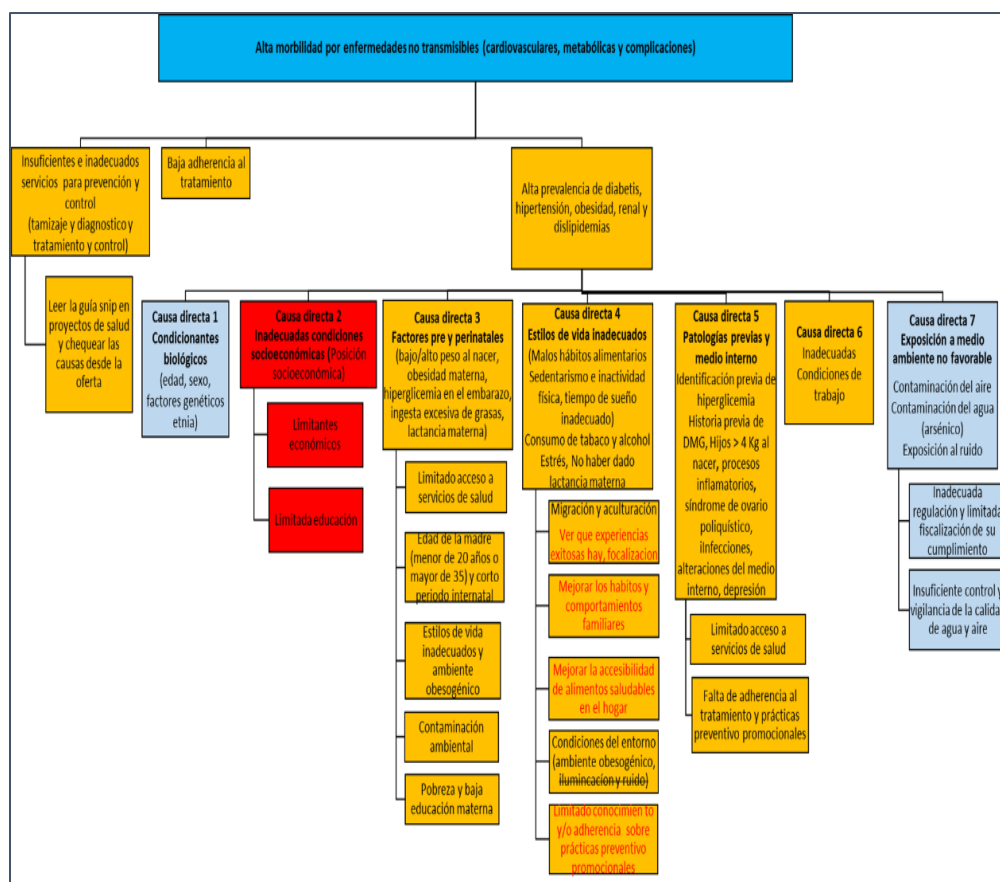 Alta morbilidad por enfermedades no transmisibles (cardiovasculares, metabólicas y complicaciones)
Insuficientes e inadecuados
servicios para prevención y
control
(tamizaje y diagnostico y
tratamiento y control)
Baja adherencia al
tratamiento
Alta prevalencia de diabetis,
hipertensión, obesidad, renal y
dislipidemias
Leer la guía snip en
proyectos de salud y
chequear las
causas desde la
oferta
Causa directa 1
Condicionantes
biológicos
(edad, sexo,
factores genéticos
etnia)
Causa directa 2
Inadecuadas condiciones
socioeconómicas (Posición
socioeconómica)
Limitantes
económicos
Limitada educación
Causa directa 3
Factores pre y perinatales
(bajo/alto peso al nacer,
obesidad materna,
hiperglicemia en el embarazo,
ingesta excesiva de grasas,
lactancia materna)
Limitado acceso a
servicios de salud
Edad de la madre
(menor de 20 años o
mayor de 35) y corto
periodo internatal
Estilos de vida
inadecuados y
ambiente
obesogénico
Contaminación
ambiental
Pobreza y baja
educación materna
Causa directa 4
Estilos de vida inadecuados
(Malos hábitos alimentarios
Sedentarismo e inactividad
física, tiempo de sueño
inadecuado)
Consumo de tabaco y alcohol
Estrés, No haber dado
lactancia materna
Migración y aculturación
Ver que experiencias
exitosas hay, focalizacion
Mejorar los habitos y
comportamientos
familiares
Mejorar la accesibilidad
de alimentos saludables
en el hogar
Condiciones del entorno
(ambiente obesogénico,
ilumincacíon y ruido)
Limitado conocimiento
y/o adherencia sobre
prácticas preventivo
promocionales
Causa directa 5
Patologías previas y
medio interno
Identificación previa de
hiperglicemia
Historia previa de
DMG, Hijos > 4 Kg al
nacer, procesos
inflamatorios,
síndrome de ovario
poliquístico, iInfecciones,
alteraciones del medio
interno, depresión
Limitado acceso a
servicios de salud
Falta de adherencia al
tratamiento y prácticas
preventivo promocionales
Causa directa 6
Inadecuadas
Condiciones de
trabajo
Causa directa 7
Exposición a medio
ambiente no favorable
Contaminación del aire
Contaminación del agua
(arsénico)
Exposición al ruido
Inadecuada
regulación y limitada
fiscalización de su
cumplimiento
Insuficiente control y
vigilancia de la calidad
de agua y aire